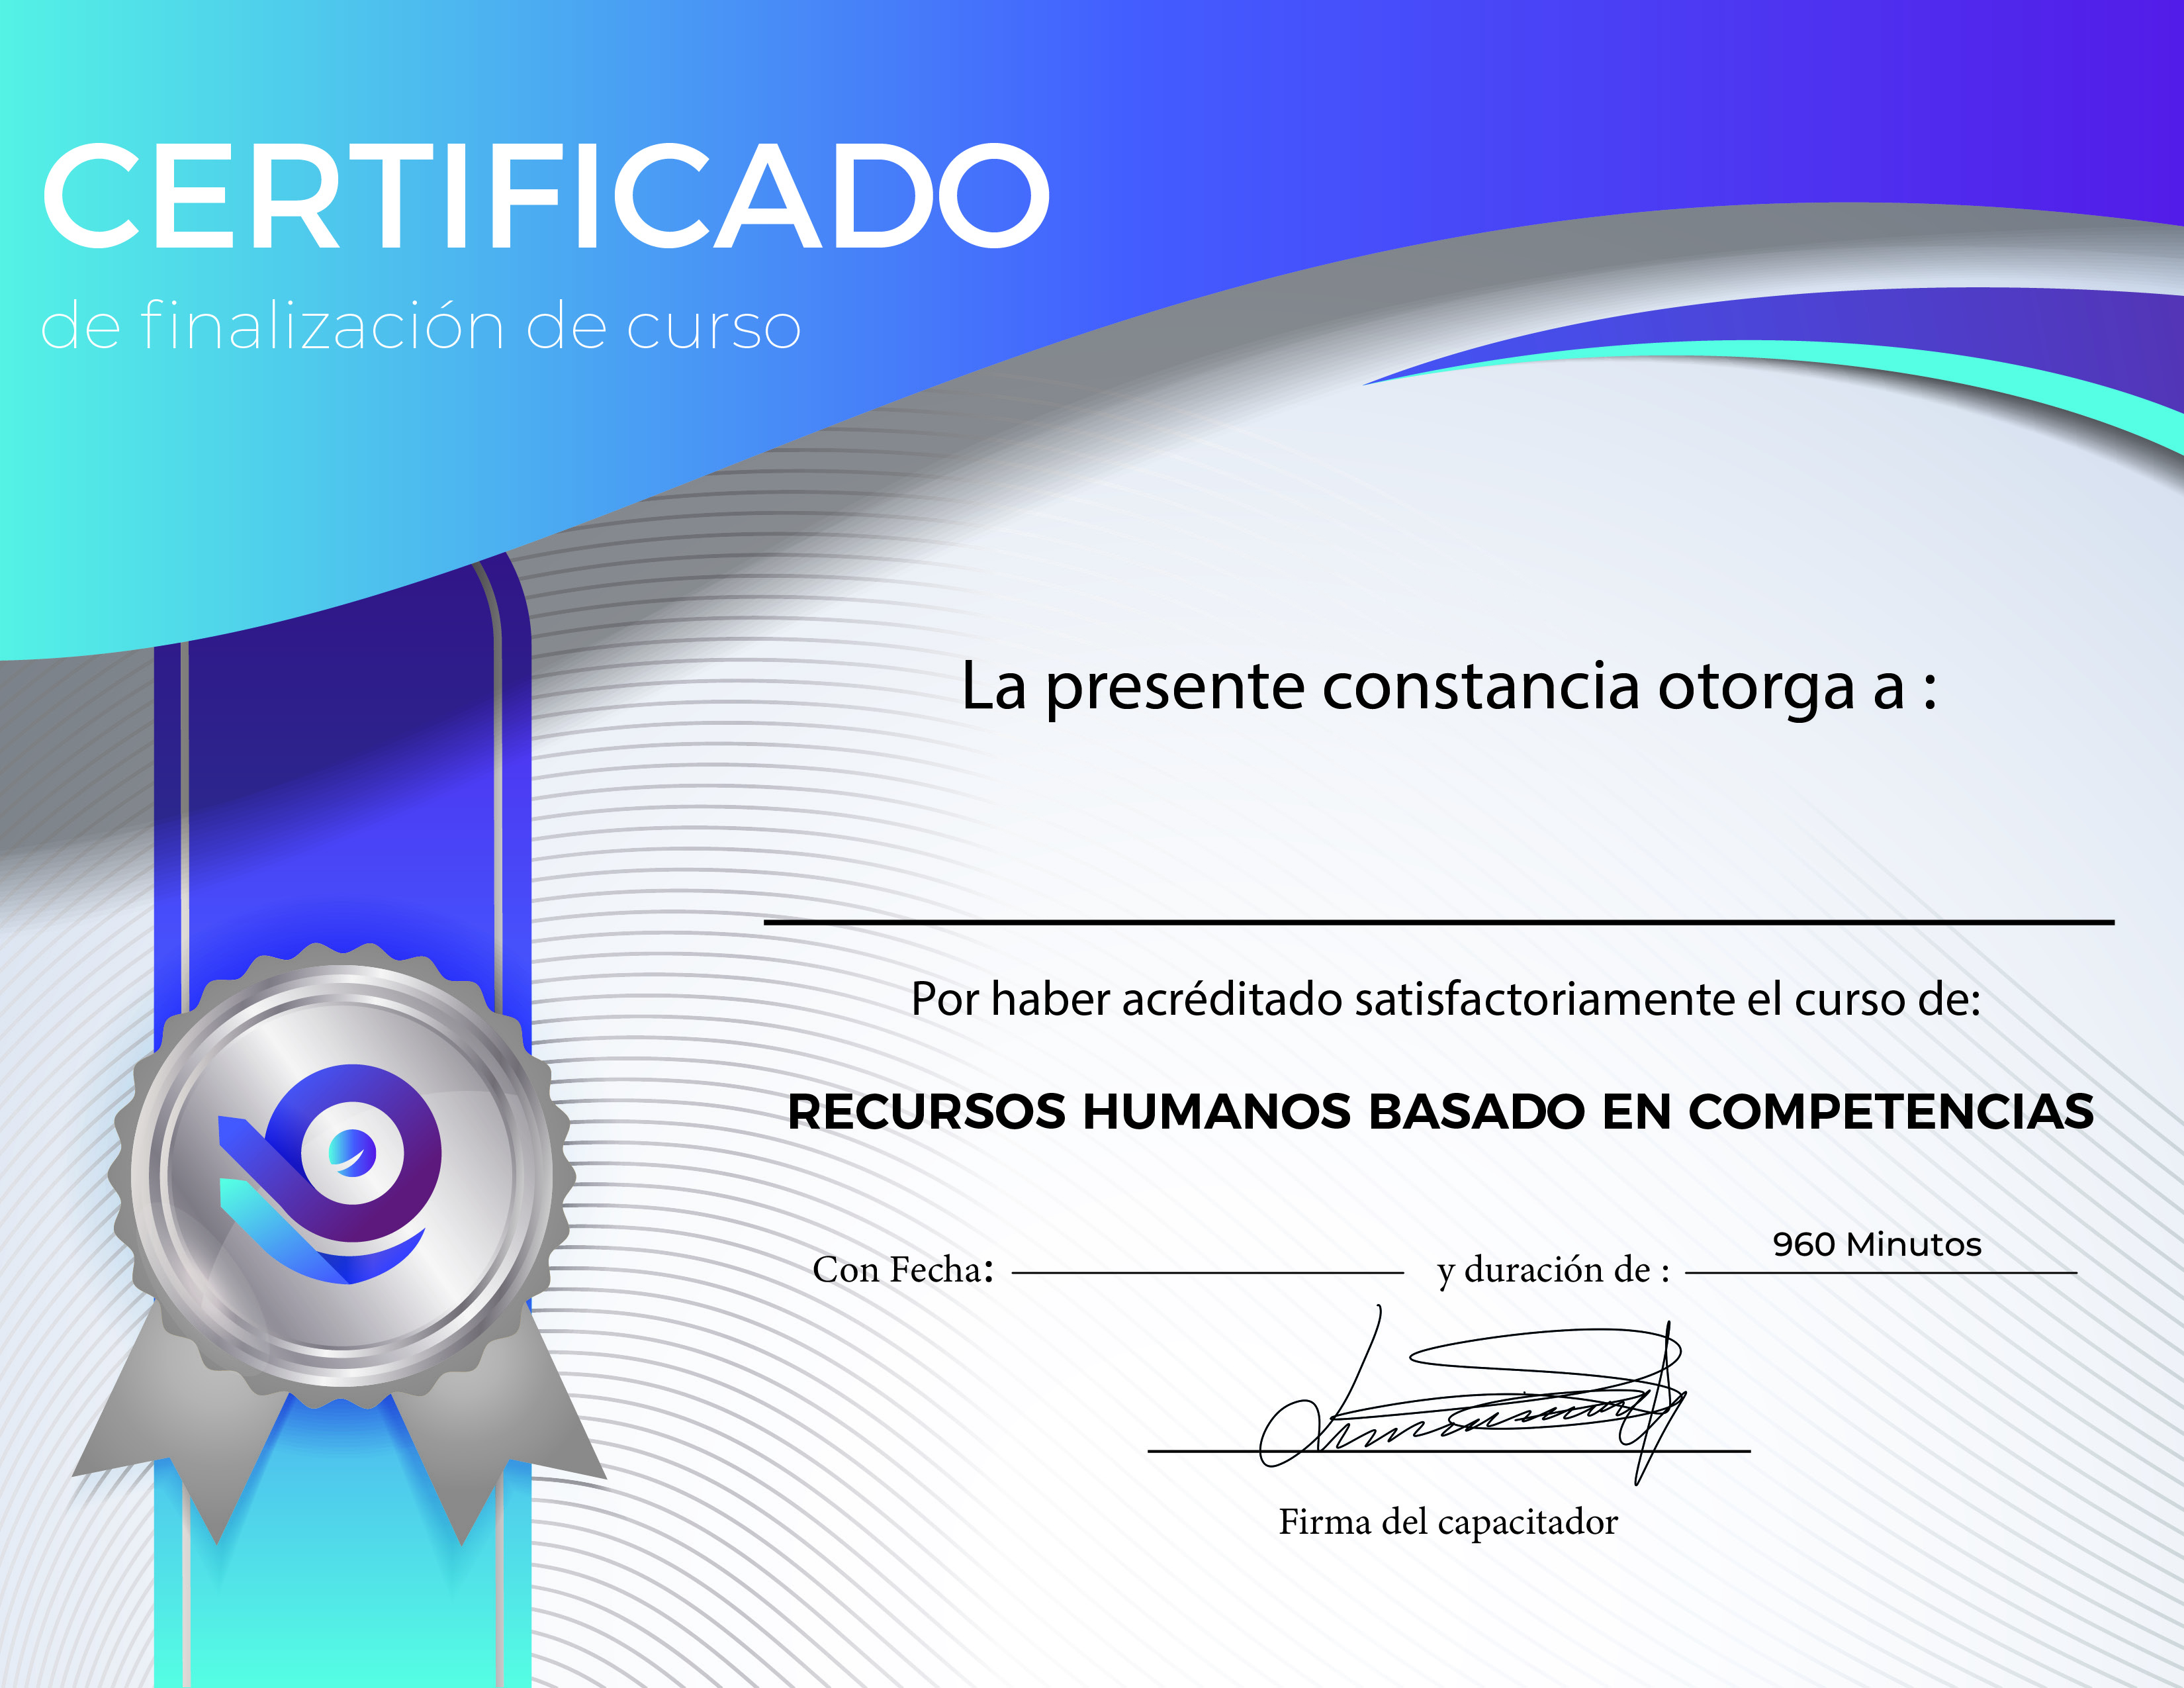 CERTIFICADO
de finalización de curso
La presente constancia otorga a :
Por haber acréditado satisfactoriamente el curso de:
RECURSOS HUMANOS BASADO EN COMPETENCIAS
Con Fecha: y duración de : 960 Minutos
Firma del capacitador